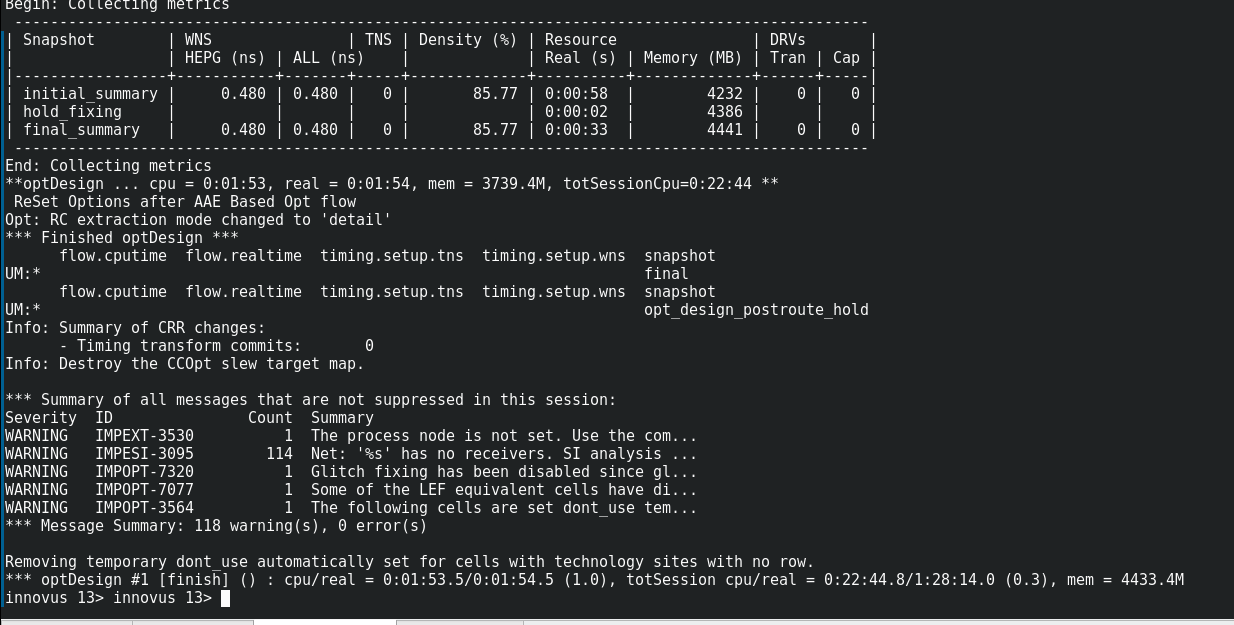 Begin: Collecting metrics
-----------------------------------------------------------------------------------------------
| Snapshot        | WNS               | TNS | Density (%) | Resource               | DRVs       |
|                 | HEPG (ns) | ALL (ns)    |             | Real (s) | Memory (MB) | Tran | Cap |
|-----------------+-----------+-------+-----+-------------+----------+-------------+------+-----|
| initial_summary |     0.480 | 0.480 |   0 |       85.77 | 0:00:58  |        4232 |    0 |   0 |
| hold_fixing     |           |       |     |             | 0:00:02  |        4386 |      |     |
| final_summary   |     0.480 | 0.480 |   0 |       85.77 | 0:00:33  |        4441 |    0 |   0 |
-----------------------------------------------------------------------------------------------
End: Collecting metrics
**optDesign ... cpu = 0:01:53, real = 0:01:54, mem = 3739.4M, totSessionCpu=0:22:44 **
 ReSet Options after AAE Based Opt flow
Opt: RC extraction mode changed to 'detail'
*** Finished optDesign ***
      flow.cputime  flow.realtime  timing.setup.tns  timing.setup.wns  snapshot
UM:*                                                                   final
      flow.cputime  flow.realtime  timing.setup.tns  timing.setup.wns  snapshot
UM:*                                                                   opt_design_postroute_hold
Info: Summary of CRR changes:
      - Timing transform commits:       0
Info: Destroy the CCOpt slew target map.
*** Summary of all messages that are not suppressed in this session:
Severity  ID               Count  Summary
WARNING   IMPEXT-3530          1  The process node is not set. Use the com...
WARNING   IMPESI-3095        114  Net: '%s' has no receivers. SI analysis ...
WARNING   IMPOPT-7320          1  Glitch fixing has been disabled since gl...
WARNING   IMPOPT-7077          1  Some of the LEF equivalent cells have di...
WARNING   IMPOPT-3564          1  The following cells are set dont_use tem...
*** Message Summary: 118 warning(s), 0 error(s)
Removing temporary dont_use automatically set for cells with technology sites with no row.
*** optDesign #1 [finish] () : cpu/real = 0:01:53.5/0:01:54.5 (1.0), totSession cpu/real = 0:22:44.8/1:28:14.0 (0.3), mem = 4433.4M
innovus 13> innovus 13>